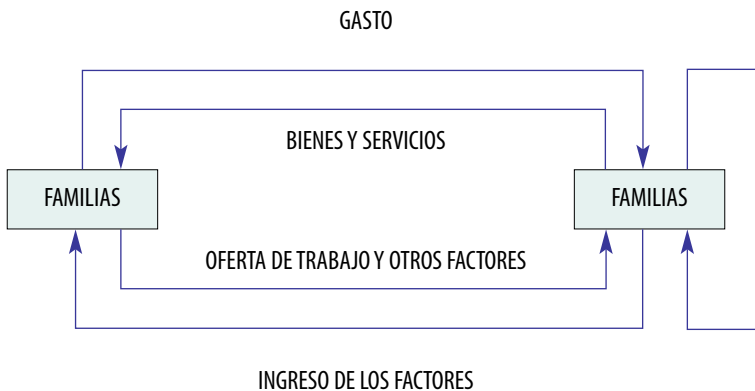 GASTO
BIENES Y SERVICIOS
FAMILIAS
FAMILIAS
OFERTA DE TRABAJO Y OTROS FACTORES
INGRESO DE LOS FACTORES